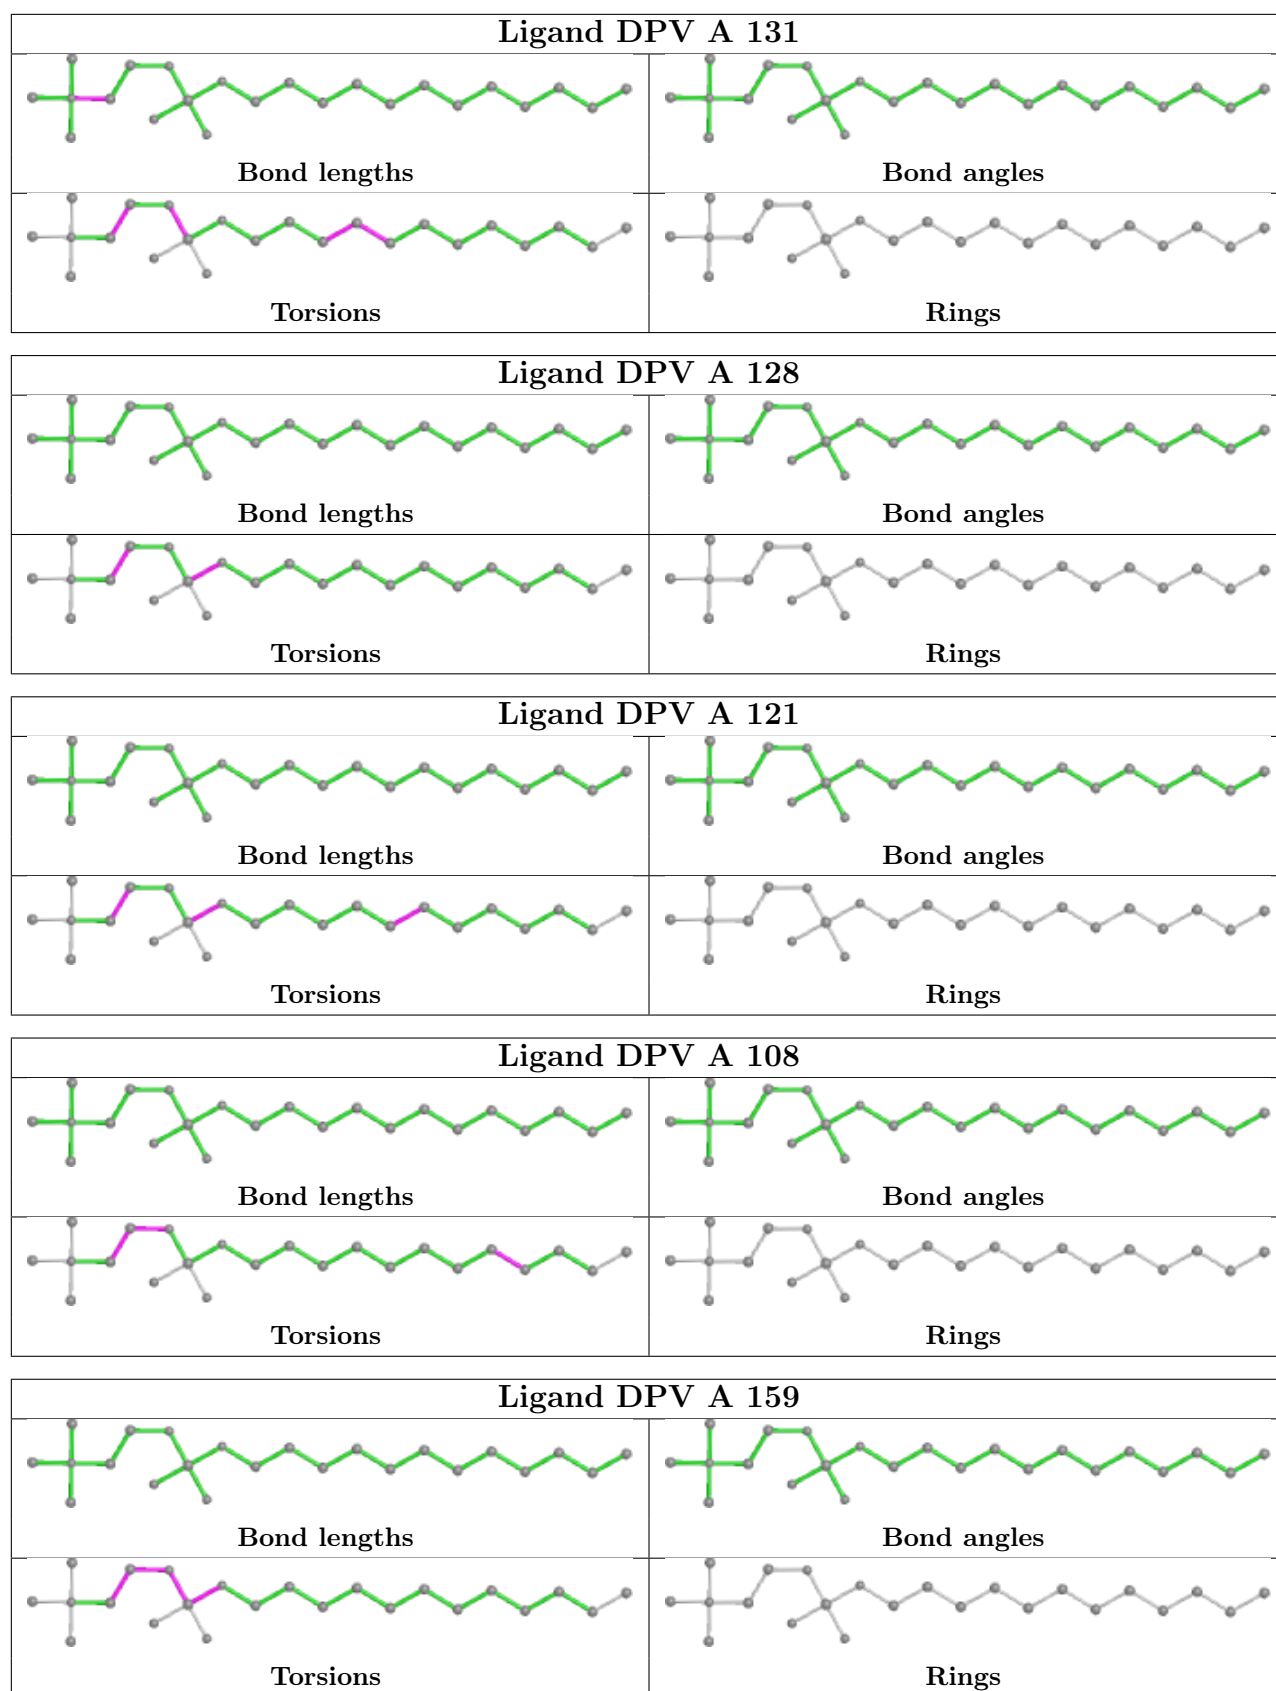 Ligand DPV A 131
Bond lengths
Bond angles
Torsions
Rings
Ligand DPV A 128
Bond lengths
Bond angles
Torsions
Rings
Ligand DPV A 121
Bond lengths
Bond angles
Torsions
Rings
Ligand DPV A 108
Bond lengths
Bond angles
Torsions
Rings
Ligand DPV A 159
Bond lengths
Bond angles
Torsions
Rings